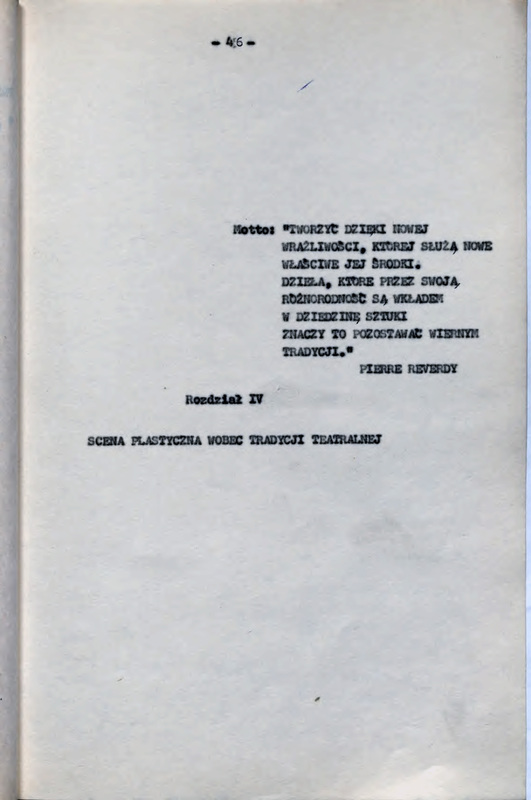 - 46 -
Motto: "TWORZYĆ DZIĘKI NOWEJ
WRAŻLIWOŚCI, KTÓREJ SŁUŻĄ NOWE
WŁAŚCIWE JEJ ŚRODKI.
DZIEŁA, KTÓRE PRZEZ SWOJĄ
RÓŻNORODNOŚĆ SĄ WKŁADEM
W DZIEDZINĘ SZTUKI
ZNACZY TO POZOSTAWAĆ WIERNYM
TRADYCJI."
PIERRE REVERDY
Rozdział IV
SCENA PLASTYCZNA WOBEC TRADYCJI TEATRALNEJ